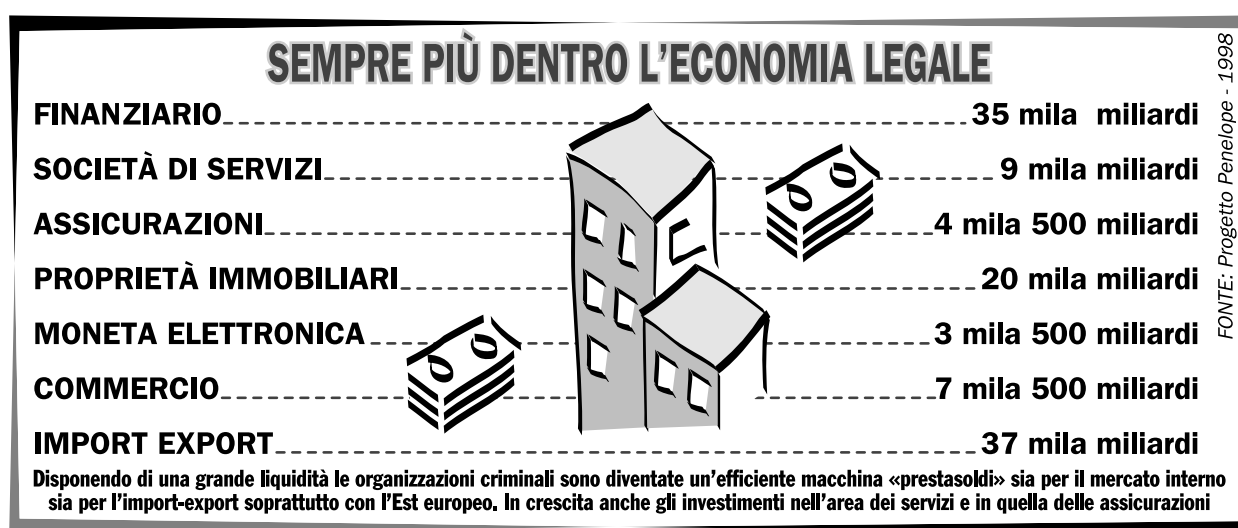 SEMPRE PIÙ DENTRO L'ECONOMIA LEGALE
FINANZIARIO 35 mila miliardi
SOCIETÀ DI SERVIZI 9 mila miliardi
ASSICURAZIONI 4 mila 500 miliardi
PROPRIETÀ IMMOBILIARI 20 mila miliardi
MONETA ELETTRONICA 3 mila 500 miliardi
COMMERCIO 7 mila 500 miliardi
IMPORT EXPORT 37 mila miliardi
Disponendo di una grande liquidità le organizzazioni criminali sono diventate un'efficiente macchina «prestasoldi» sia per il mercato interno
sia per l'import-export soprattutto con l'Est europeo. In crescita anche gli investimenti nell'area dei servizi e in quella delle assicurazioni
FONTE: Progetto Penelope - 1998